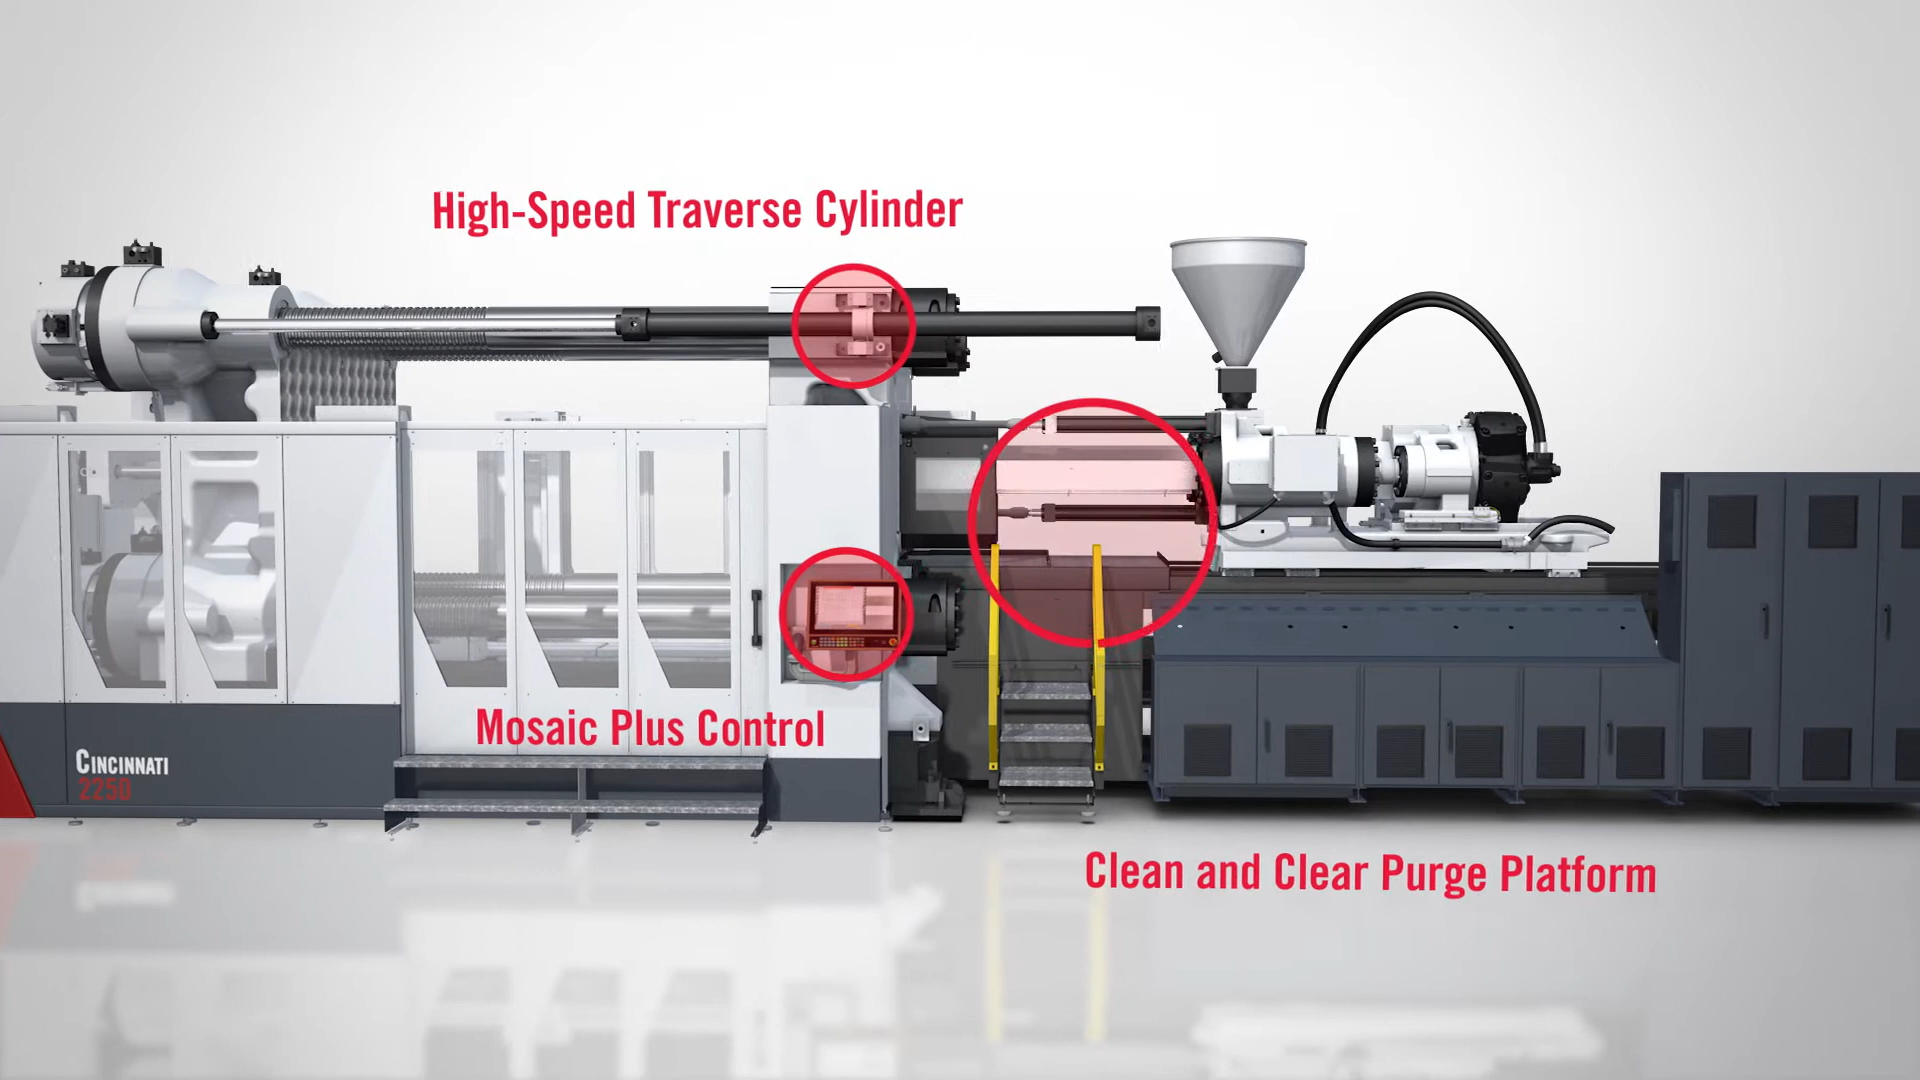 High-Speed Traverse Cylinder
Mosaic Plus Control
CINCINNATI
2250
Clean and Clear Purge Platform